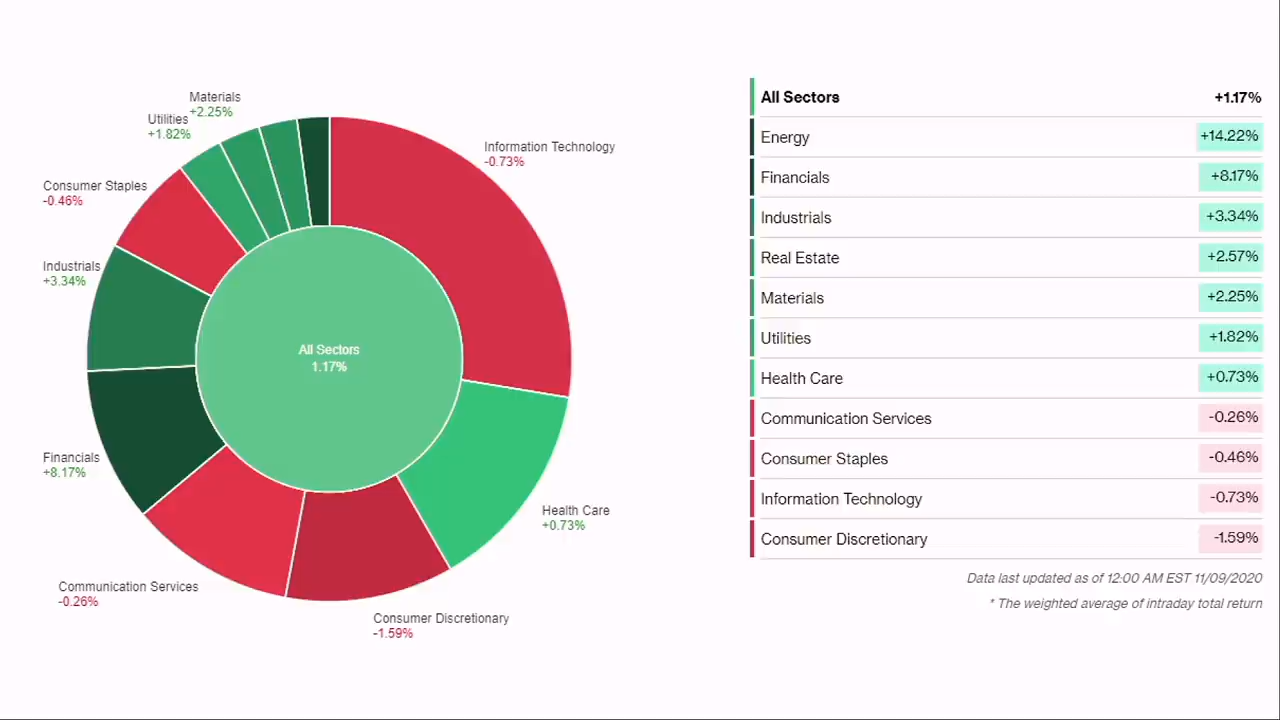 Materials
+2.25%
Utilities
+1.82%
Information Technology
-0.73%
Consumer Staples
-0.46%
Industrials
+3.34%
All Sectors
1.17%
Financials
+8.17%
Health Care
+0.73%
Communication Services
-0.26%
Consumer Discretionary
-1.59%
All Sectors +1.17%
Energy +14.22%
Financials +8.17%
Industrials +3.34%
Real Estate +2.57%
Materials +2.25%
Utilities +1.82%
Health Care +0.73%
Communication Services -0.26%
Consumer Staples -0.46%
Information Technology -0.73%
Consumer Discretionary -1.59%
Data last updated as of 12:00 AM EST 11/09/2020
* The weighted average of intraday total return